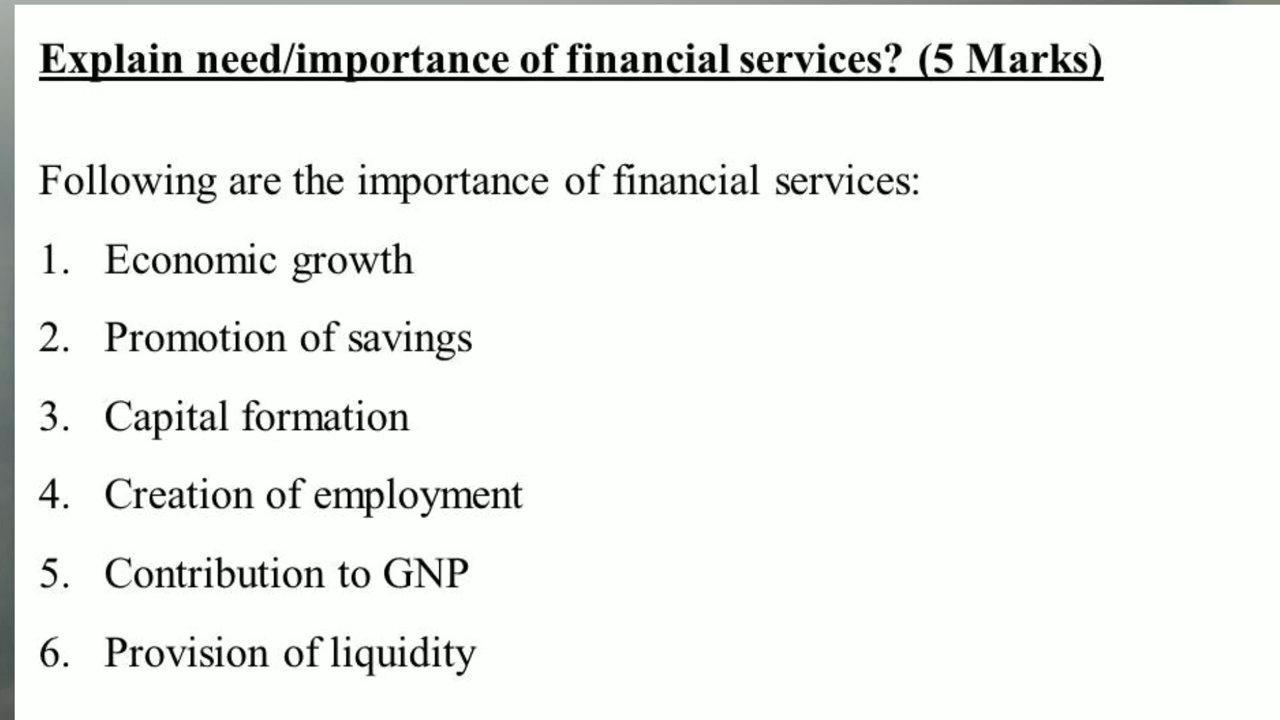 Explain need/importance of financial services? (5 Marks)
Following are the importance of financial services:
1. Economic growth
2. Promotion of savings
3. Capital formation
4. Creation of employment
5. Contribution to GNP
6. Provision of liquidity